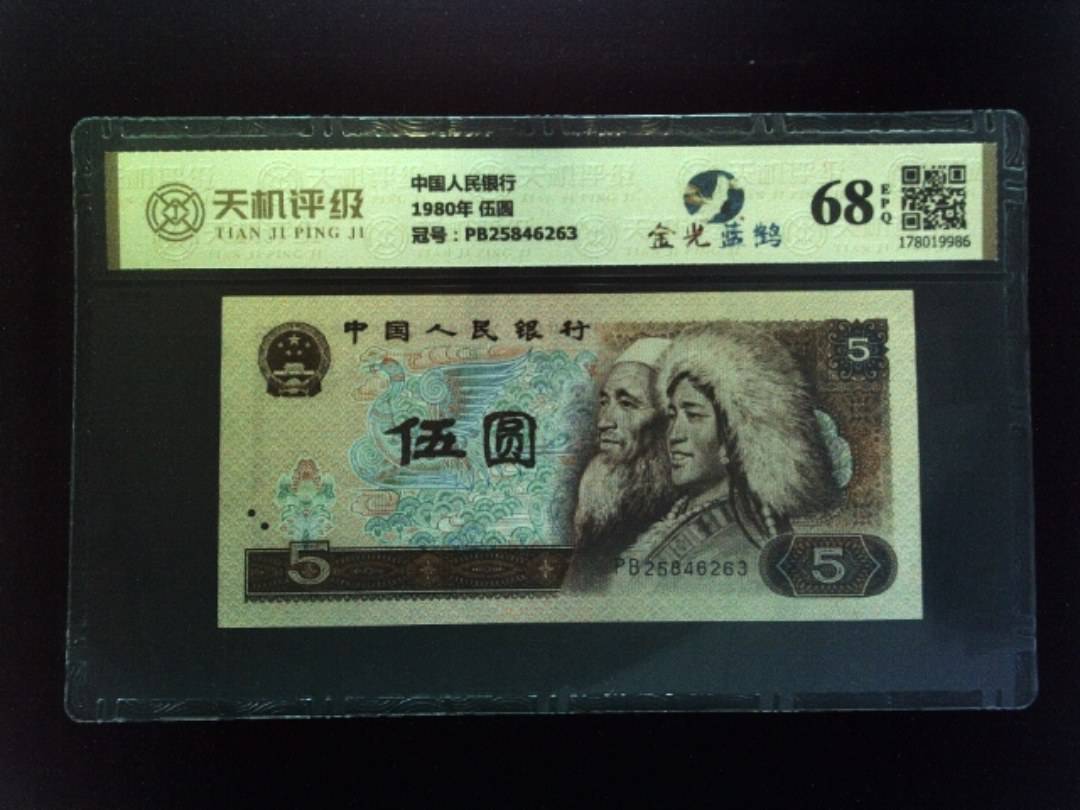 天机评级
TIAN JI PING JI
中国人民银行
1980年 伍圆
冠号：PB25846263
金光蓝鹤
68
EPQ
178019986
中国人民银行
5
伍圆
5
PB25846263
5